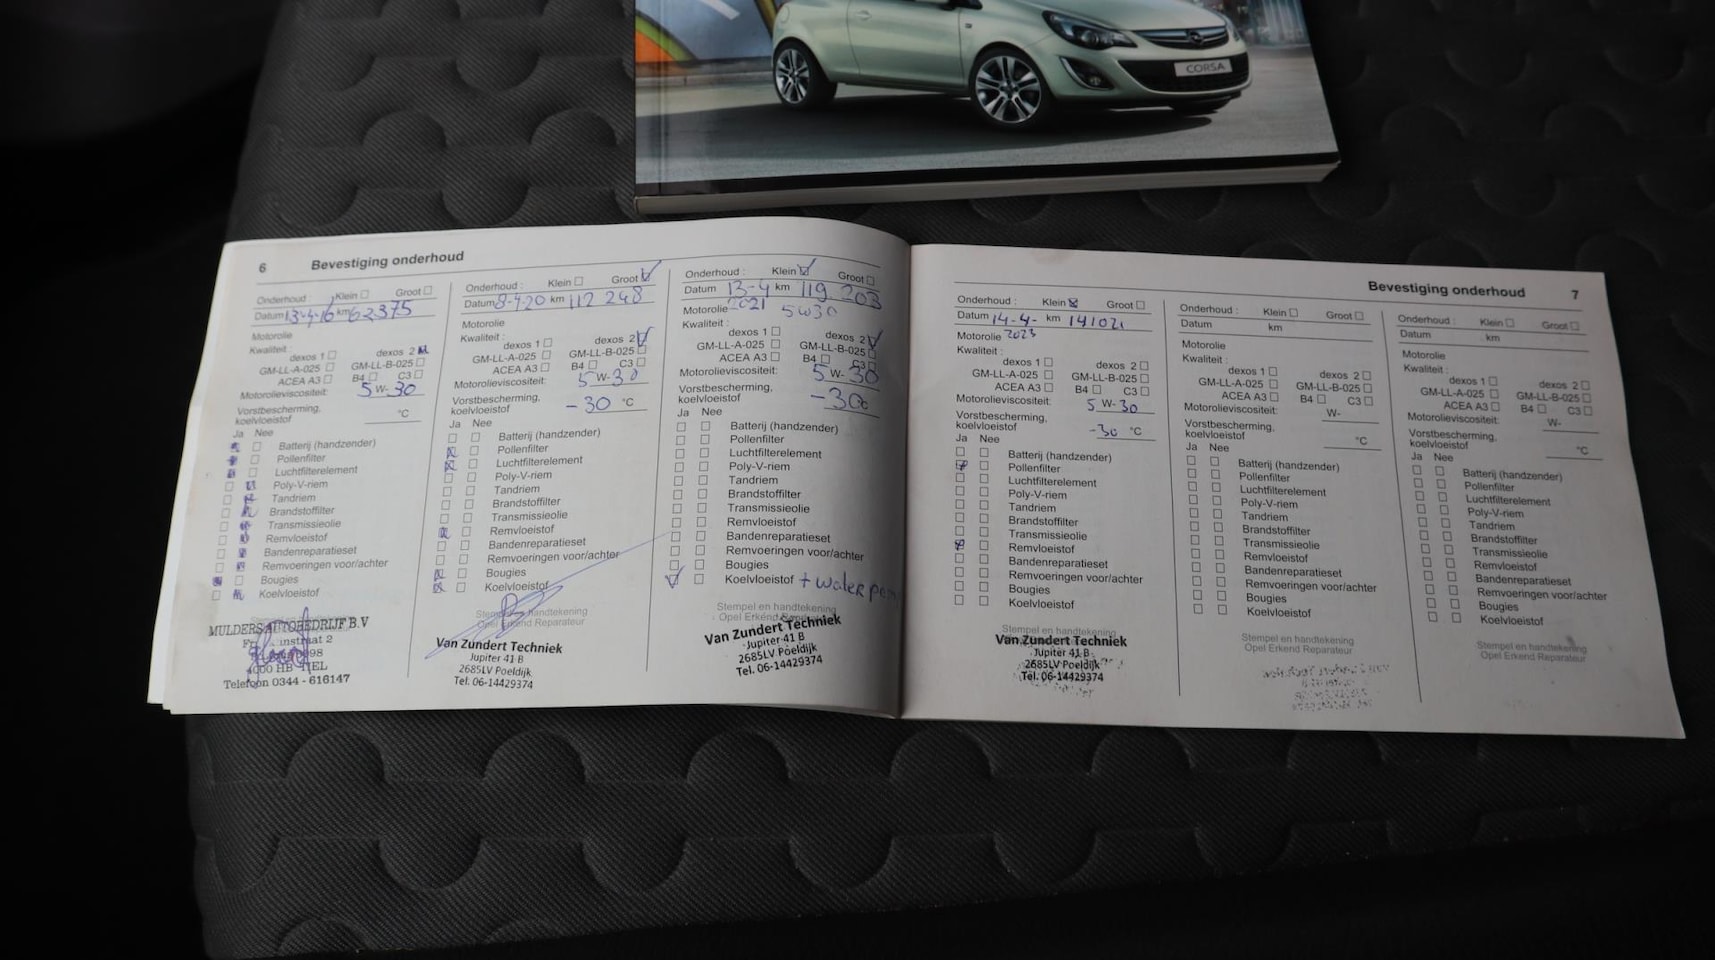 CORSA
6 Bevestiging onderhoud
Onderhoud : Klein Groot
Datum 13-4-16 km 62375
Motorolie
Kwaliteit :
dexos 1 dexos 2
GM-LL-A-025 GM-LL-B-025
ACEA A3 B4 C3
Motorolieviscositeit: 5 W-30
Vorstbescherming,
koelvloeistof °C
Ja Nee
Batterij (handzender)
Pollenfilter
Luchtfilterelement
Poly-V-riem
Tandriem
Brandstoffilter
Transmissieolie
Remvloeistof
Bandenreparatieset
Remvoeringen voor/achter
Bougies
Koelvloeistof
MULDERS AUTOBEDRIJF B.V
4000 HB TIEL
Telefoon 0344 - 616147
Onderhoud : Klein Groot
Datum 8-4-20 km 112 248
Motorolie
Kwaliteit :
dexos 1 dexos 2
GM-LL-A-025 GM-LL-B-025
ACEA A3 B4 C3
Motorolieviscositeit: 5 W-30
Vorstbescherming,
koelvloeistof -30 °C
Ja Nee
Batterij (handzender)
Pollenfilter
Luchtfilterelement
Poly-V-riem
Tandriem
Brandstoffilter
Transmissieolie
Remvloeistof
Bandenreparatieset
Remvoeringen voor/achter
Bougies
Koelvloeistof
Stempel en handtekening
Opel Erkend Reparateur
Van Zundert Techniek
Jupiter 41 B
2685LV Poeldijk
Tel. 06-14429374
Onderhoud : Klein Groot
Datum 13-4 km 119.203
Motorolie 2021 5w30
Kwaliteit :
dexos 1 dexos 2
GM-LL-A-025 GM-LL-B-025
ACEA A3 B4 C3
Motorolieviscositeit: 5 W-30
Vorstbescherming,
koelvloeistof -30c
Ja Nee
Batterij (handzender)
Pollenfilter
Luchtfilterelement
Poly-V-riem
Tandriem
Brandstoffilter
Transmissieolie
Remvloeistof
Bandenreparatieset
Remvoeringen voor/achter
Bougies
Koelvloeistof + water
Stempel en handtekening
Opel Erkend Reparateur
Van Zundert Techniek
Jupiter 41 B
2685LV Poeldijk
Tel. 06-14429374
Bevestiging onderhoud 7
Onderhoud : Klein Groot
Datum 14-4- km 141021
Motorolie 2023
Kwaliteit :
dexos 1 dexos 2
GM-LL-A-025 GM-LL-B-025
ACEA A3 B4 C3
Motorolieviscositeit: 5 W-30
Vorstbescherming,
koelvloeistof -30 °C
Ja Nee
Batterij (handzender)
Pollenfilter
Luchtfilterelement
Poly-V-riem
Tandriem
Brandstoffilter
Transmissieolie
Remvloeistof
Bandenreparatieset
Remvoeringen voor/achter
Bougies
Koelvloeistof
Stempel en handtekening
Van Zundert Techniek
Jupiter 41 B
2685LV Poeldijk
Tel. 06-14429374
Onderhoud : Klein Groot
Datum km
Motorolie
Kwaliteit :
dexos 1 dexos 2
GM-LL-A-025 GM-LL-B-025
ACEA A3 B4 C3
Motorolieviscositeit: W-
Vorstbescherming,
koelvloeistof °C
Ja Nee
Batterij (handzender)
Pollenfilter
Luchtfilterelement
Poly-V-riem
Tandriem
Brandstoffilter
Transmissieolie
Remvloeistof
Bandenreparatieset
Remvoeringen voor/achter
Bougies
Koelvloeistof
Stempel en handtekening
Opel Erkend Reparateur
Onderhoud : Klein Groot
Datum km
Motorolie
Kwaliteit :
dexos 1 dexos 2
GM-LL-A-025 GM-LL-B-025
ACEA A3 B4 C3
Motorolieviscositeit: W-
Vorstbescherming,
koelvloeistof °C
Ja Nee
Batterij (handzender)
Pollenfilter
Luchtfilterelement
Poly-V-riem
Tandriem
Brandstoffilter
Transmissieolie
Remvloeistof
Bandenreparatieset
Remvoeringen voor/achter
Bougies
Koelvloeistof
Stempel en handtekening
Opel Erkend Reparateur